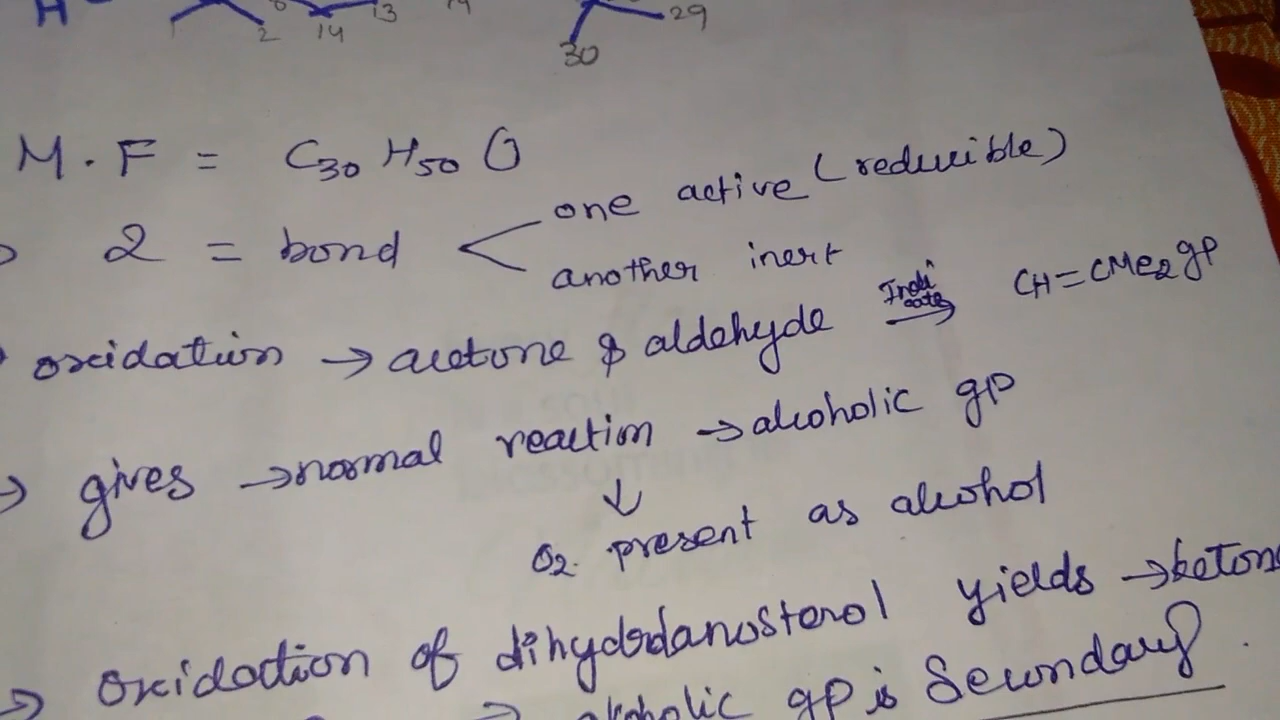 H 2 14 13 29
30
M.F = C30 H50 O
2 = bond < one active (reducible)
another inert
oxidation → acetone & aldehyde Indicates → CH=CMe2 gp
→ gives → normal reaction → alcoholic gp
↓
O2 present as alcohol
→ oxidation of dihydrolanosterol yields → ketone
→ alcoholic gp is Secondary.